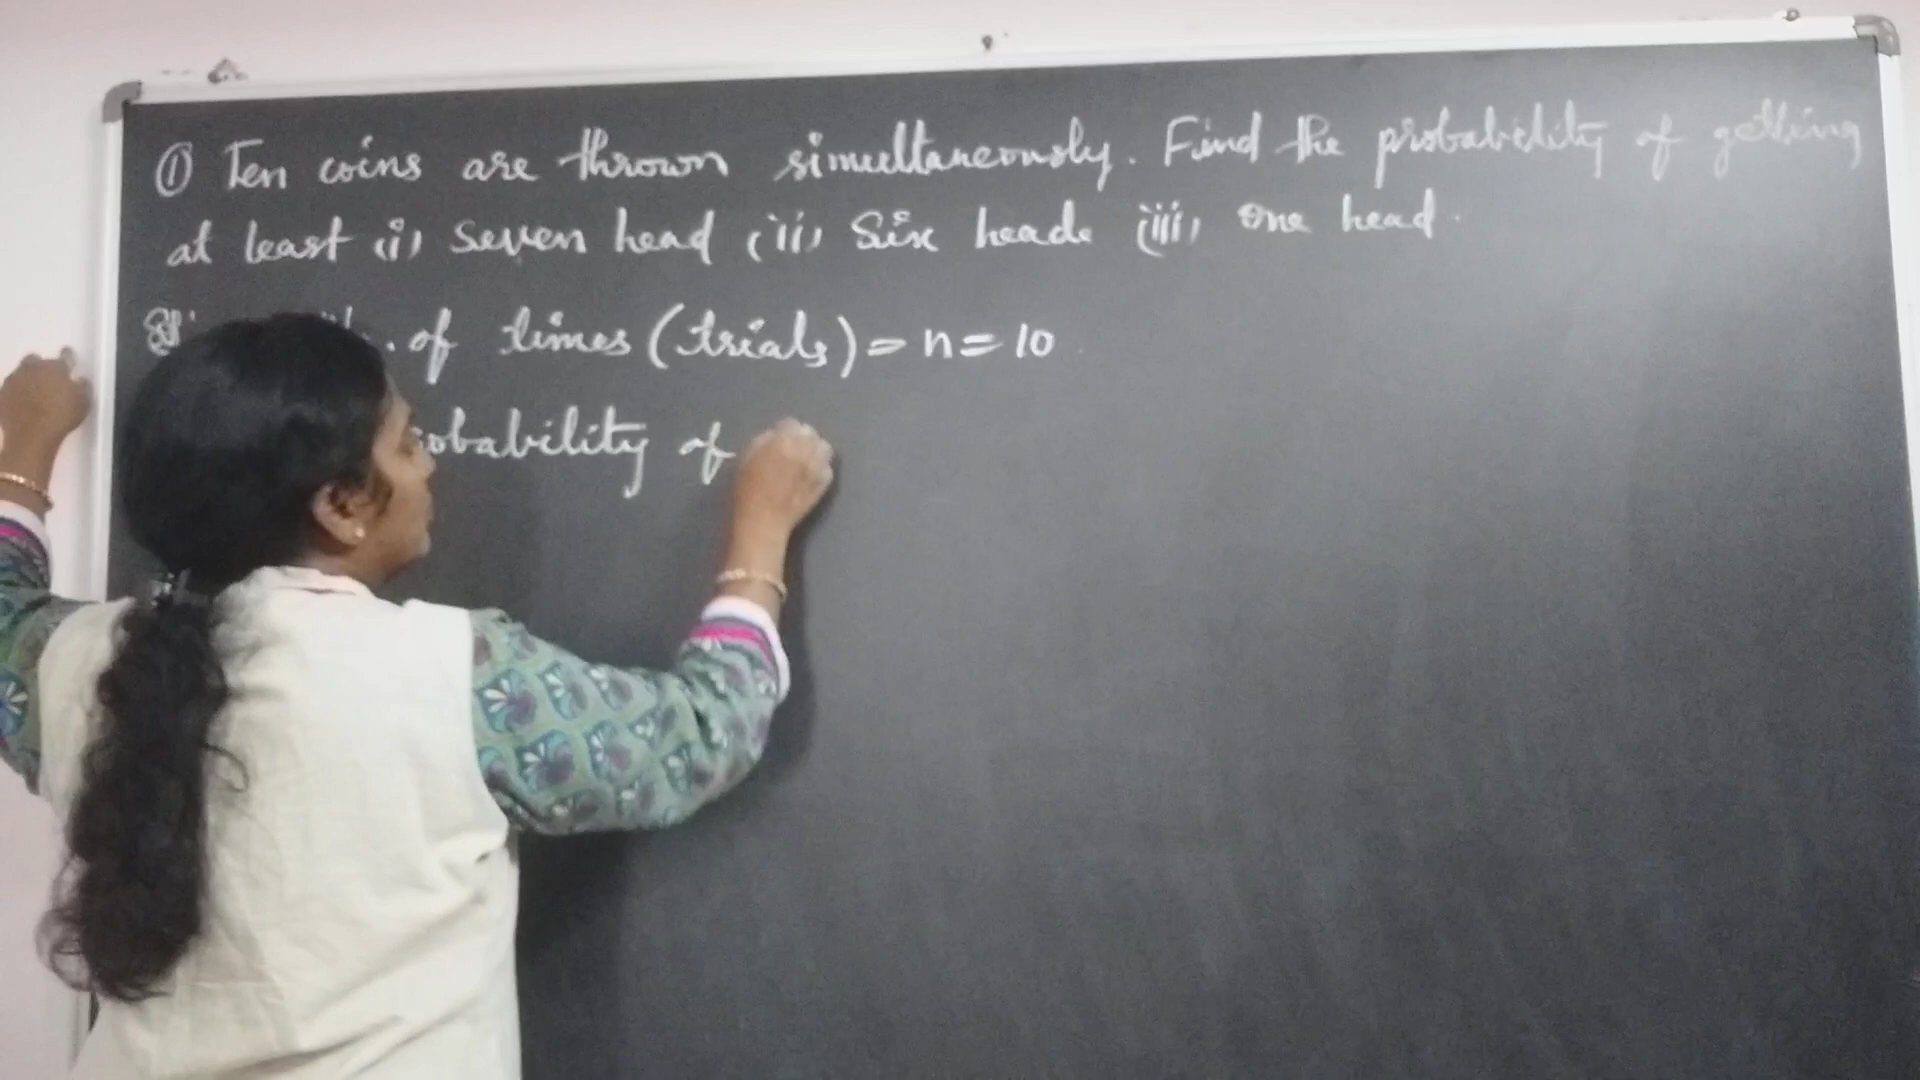 ① Ten coins are thrown simultaneously. Find the probability of getting
at least (i) Seven head (ii) Six heads (iii) one head.
of times (trials) = n = 10
obability of